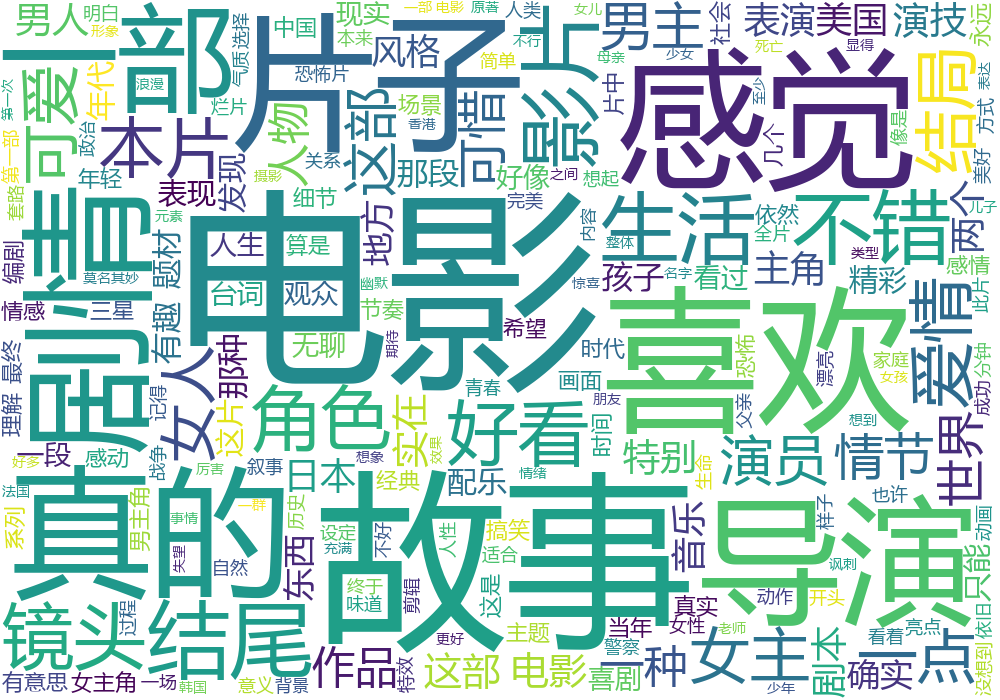 男人
明白
形象
部
片子
中国
气质
选择
现实
本来
一部 电影
原著
人类
不行
女儿
母亲
男主
少女
社会
表演
美国
死亡
显得
演技
永远
浪漫
恐怖片
风格
简单
片
感觉
至少
表达
第一次
一
可爱
年代
烂片
场景
香港
可惜
影
片中
几个
像是
方式
结局
第一部
政治
可
本片
人物
这部
摄影
关系
那段
之间
想起
好像
美好
套路
年轻
表现
发现
细节
完美
内容
两个
儿子
剧情
元素
人生
算是
地方
电影
生活
依然
不错
全片
编剧
题材
莫名其妙
幽默
整体
类型
感情
台词
观众
惊喜
名字
孩子
看过
主角
精彩
此片
情感
三星
有趣
女人
那种
节奏
希望
期待
喜欢
爱情
最终
理解
无聊
时代
恐怖
漂亮
家庭
分钟
记得
画面
青春
朋友
父亲
女孩
成功
这片
角色
实在
好看
时间
想到
一段
感动
战争
效果
特别
演员
情节
世界
好多
厉害
叙事
日本
经典
配乐
情绪
生命
法国
真的
一群
想象
故事
导演
也许
系列
男主角
事情
历史
设定
充满
不好
人性
搞笑
适合
音乐
样子
动画
只能
失望
自然
东西
终于
味道
剪辑
这是
真实
动作
讽刺
开头
镜头
过程
结尾
更好
主题
当年
女性
老师
看着
亮点
依旧
警察
没想到
有意思
女主角
一场
韩国
意义
背景
作品
特效
这部 电影
喜剧
一种
女主
少年
剧本
确实
一点